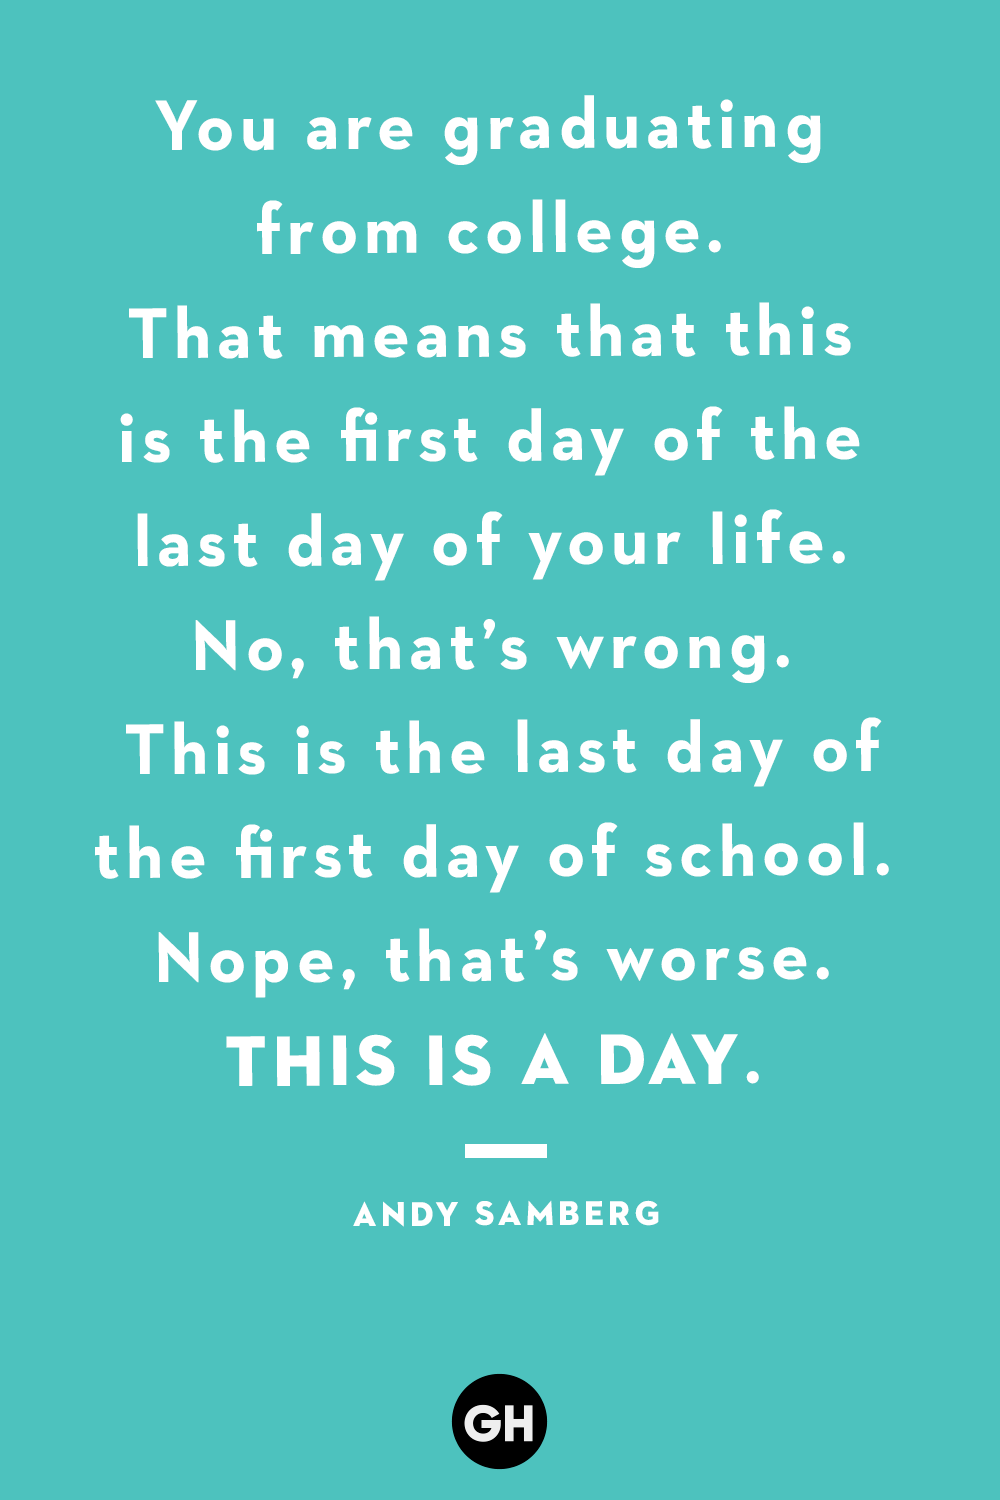 You are graduating
from college.
That means that this
is the first day of the
last day of your life.
No, that’s wrong.
This is the last day of
the first day of school.
Nope, that’s worse.
THIS IS A DAY.
ANDY SAMBERG
GH